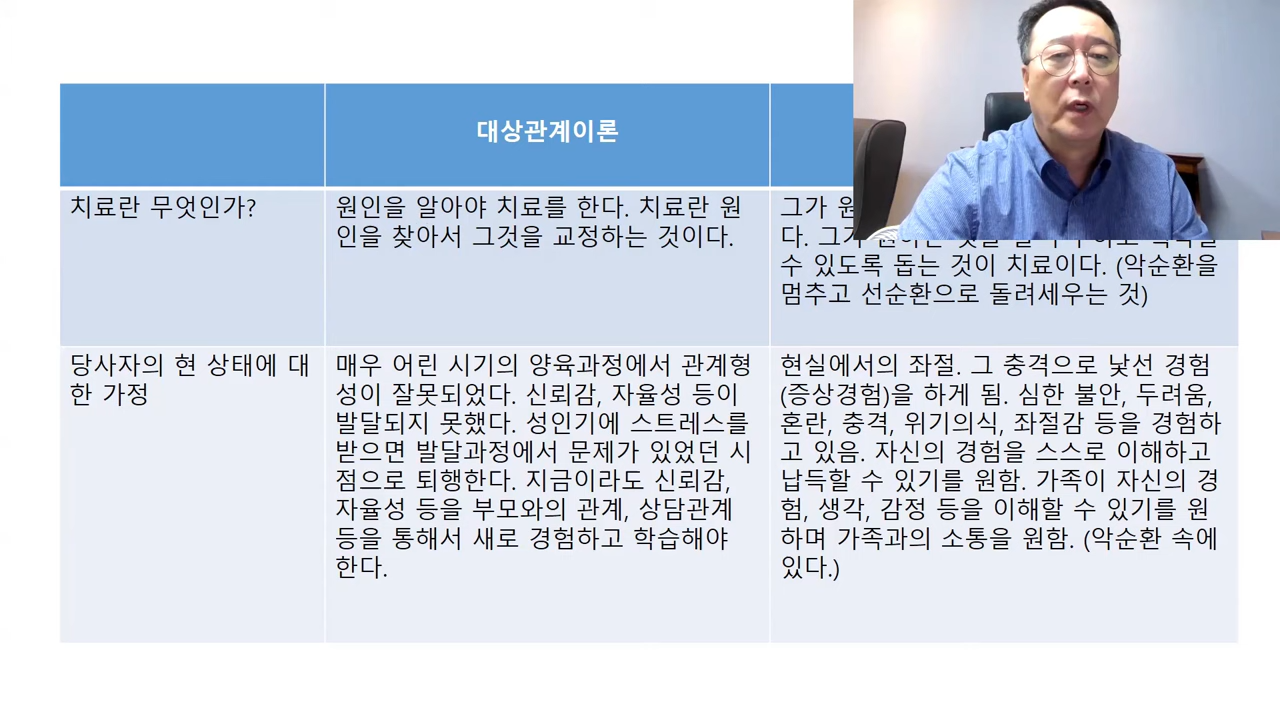 대상관계이론
치료란 무엇인가?
원인을 알아야 치료를 한다. 치료란 원
인을 찾아서 그것을 교정하는 것이다.
그가 원
다. 그가
수 있도록 돕는 것이 치료이다. (악순환을
멈추고 선순환으로 돌려세우는 것)
당사자의 현 상태에 대
한 가정
매우 어린 시기의 양육과정에서 관계형
성이 잘못되었다. 신뢰감, 자율성 등이
발달되지 못했다. 성인기에 스트레스를
받으면 발달과정에서 문제가 있었던 시
점으로 퇴행한다. 지금이라도 신뢰감,
자율성 등을 부모와의 관계, 상담관계
등을 통해서 새로 경험하고 학습해야
한다.
현실에서의 좌절. 그 충격으로 낯선 경험
(증상경험)을 하게 됨. 심한 불안, 두려움,
혼란, 충격, 위기의식, 좌절감 등을 경험하
고 있음. 자신의 경험을 스스로 이해하고
납득할 수 있기를 원함. 가족이 자신의 경
험, 생각, 감정 등을 이해할 수 있기를 원
하며 가족과의 소통을 원함. (악순환 속에
있다.)